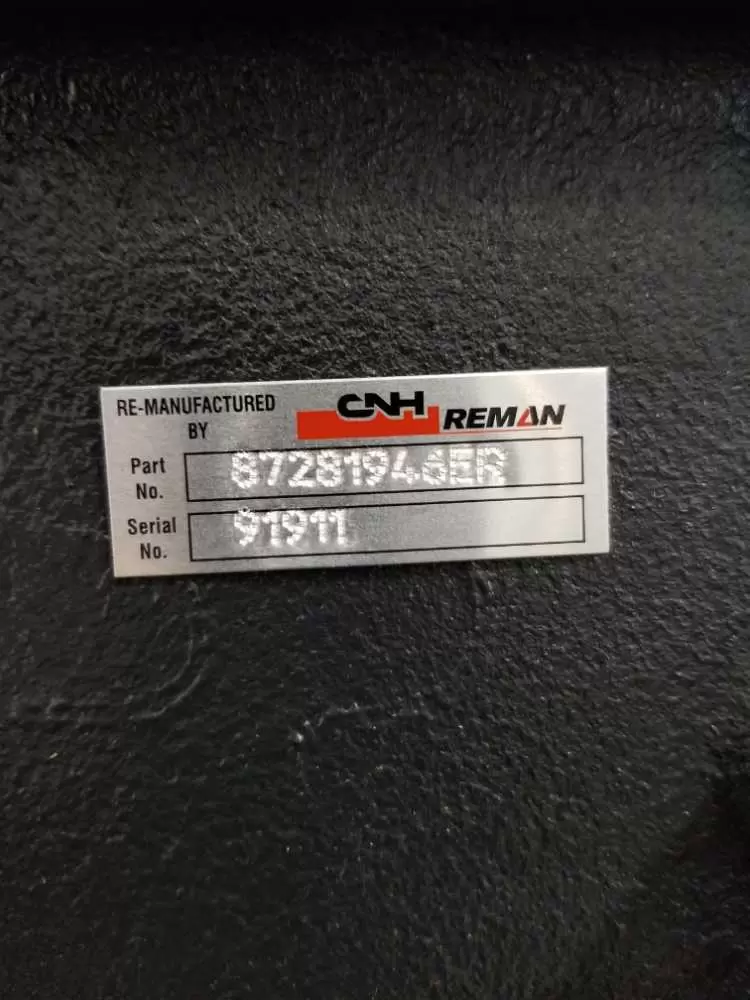 RE-MANUFACTURED
BY
CNH REMAN
Part
No.
87281946ER
Serial
No.
91911